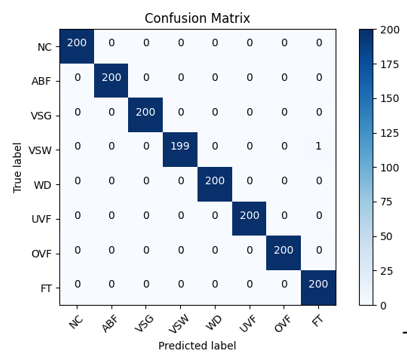 Confusion Matrix
NC 200 0 0 0 0 0 0 0
ABF 0 200 0 0 0 0 0 0
VSG 0 0 200 0 0 0 0 0
VSW 0 0 0 199 0 0 0 1
WD 0 0 0 0 200 0 0 0
UVF 0 0 0 0 0 200 0 0
OVF 0 0 0 0 0 0 200 0
FT 0 0 0 0 0 0 0 200
NC ABF VSG VSW WD UVF OVF FT
True label
Predicted label
200
175
150
125
100
75
50
25
0